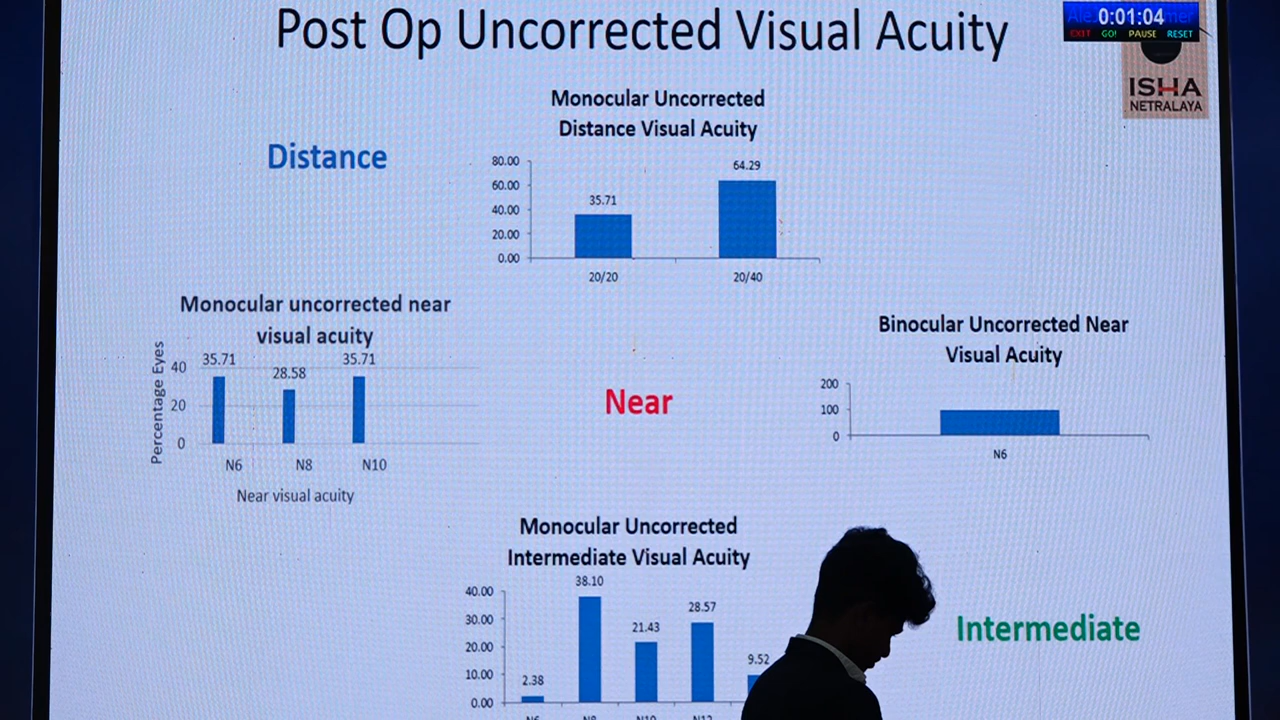 Post Op Uncorrected Visual Acuity
0:01:04
EXIT GO! PAUSE RESET
ISHA
NETRALAYA
Distance
Monocular Uncorrected
Distance Visual Acuity
80.00
60.00
40.00
20.00
0.00
35.71
64.29
20/20
20/40
Monocular uncorrected near
visual acuity
Percentage Eyes
40
20
0
35.71
28.58
35.71
N6
N8
N10
Near visual acuity
Near
Binocular Uncorrected Near
Visual Acuity
200
100
0
N6
Monocular Uncorrected
Intermediate Visual Acuity
40.00
30.00
20.00
10.00
0.00
2.38
38.10
21.43
28.57
9.52
N6
N8
N10
N12
Intermediate